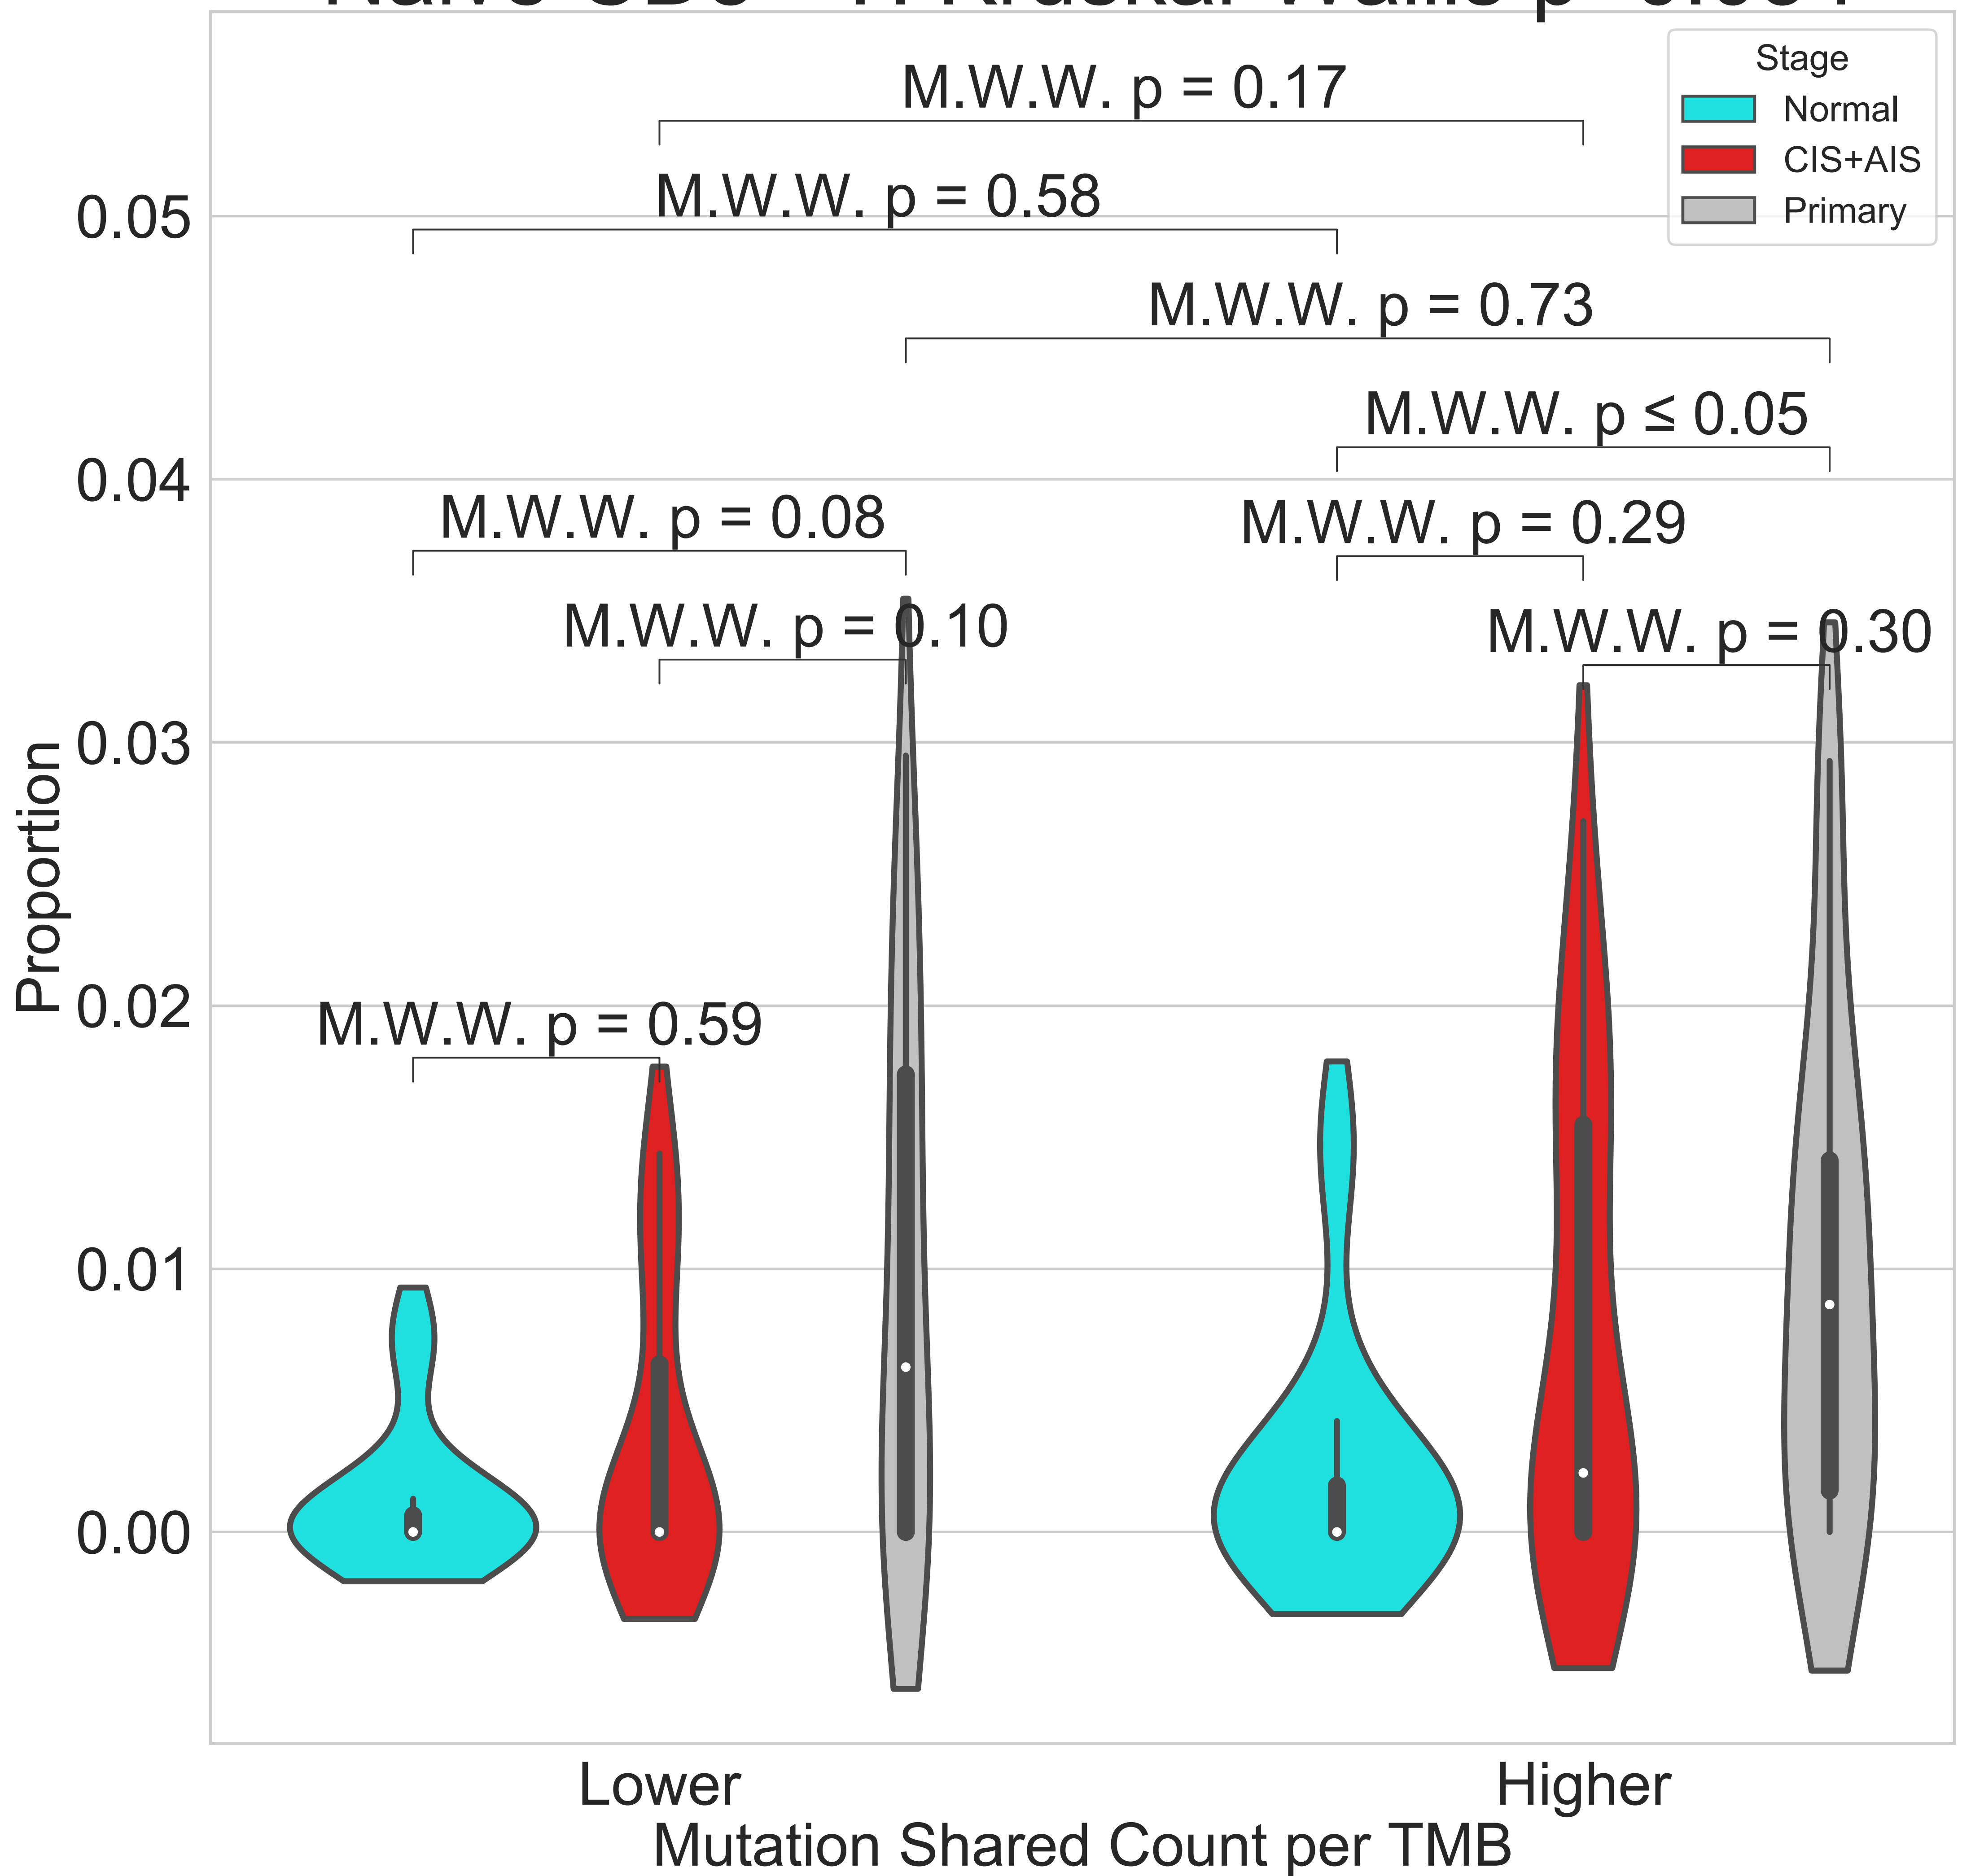 Stage
Normal
CIS+AIS
Primary
M.W.W. p = 0.17
M.W.W. p = 0.58
M.W.W. p = 0.73
M.W.W. p ≤ 0.05
M.W.W. p = 0.08
M.W.W. p = 0.29
M.W.W. p = 0.10
M.W.W. p = 0.30
M.W.W. p = 0.59
0.05
0.04
0.03
0.02
0.01
0.00
Proportion
Lower
Higher
Mutation Shared Count per TMB